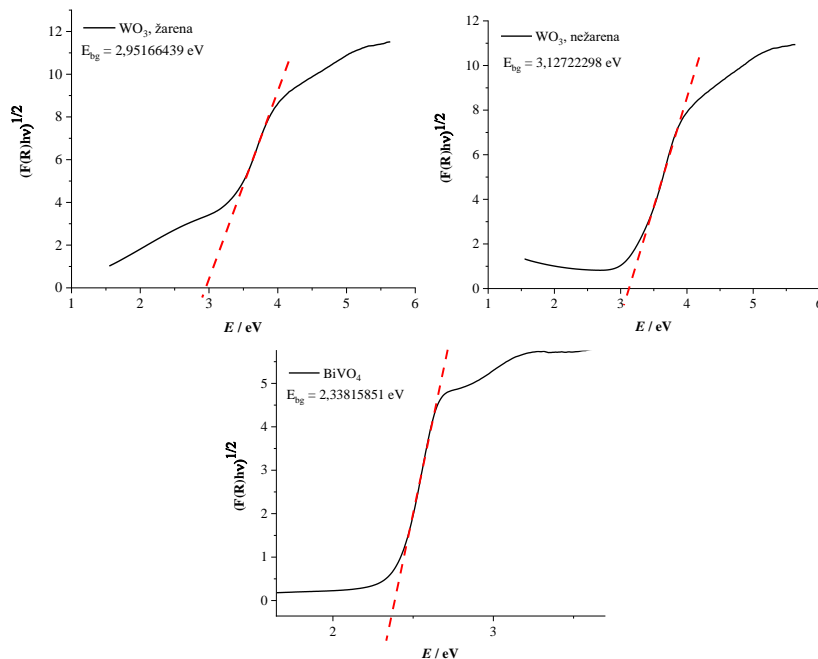 WO3, žarena
Ebg = 2,95166439 eV
(F(R)hν)1/2
12
10
8
6
4
2
0
1 2 3 4 5 6
E / eV
WO3, nežarena
Ebg = 3,12722298 eV
(F(R)hν)1/2
12
10
8
6
4
2
0
1 2 3 4 5 6
E / eV
BiVO4
Ebg = 2,33815851 eV
(F(R)hν)1/2
5
4
3
2
1
0
2 3
E / eV